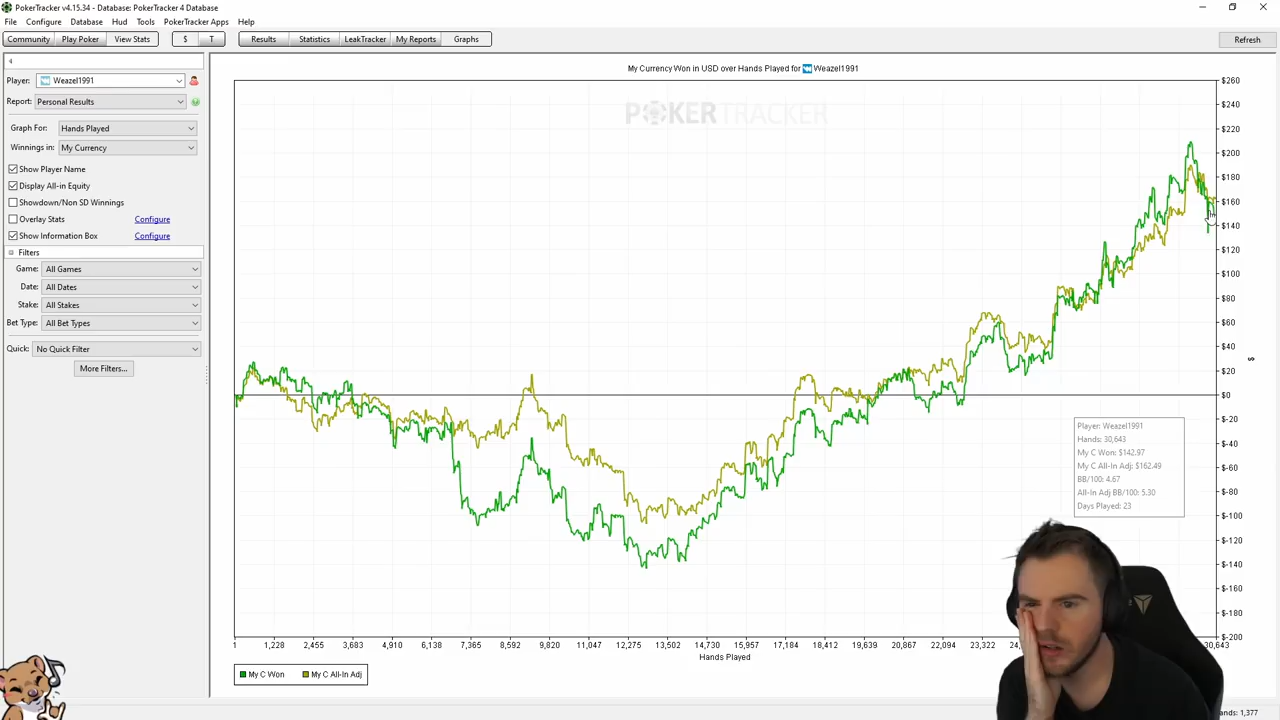 PokerTracker v4.15.34 - Database: PokerTracker 4 Database
File Configure Database Hud Tools PokerTracker Apps Help
Community Play Poker View Stats $ T Results Statistics LeakTracker My Reports Graphs Refresh
Player: Weazel1991
Report: Personal Results
Graph For: Hands Played
Winnings in: My Currency
Show Player Name
Display All-in Equity
Showdown/Non SD Winnings
Overlay Stats Configure
Show Information Box Configure
Filters
Game: All Games
Date: All Dates
Stake: All Stakes
Bet Type: All Bet Types
Quick: No Quick Filter
More Filters...
My Currency Won in USD over Hands Played for Weazel1991
POKERTRACKER
$260
$240
$220
$200
$180
$160
$140
$120
$100
$80
$60
$40
$20
$0
$-20
$-40
$-60
$-80
$-100
$-120
$-140
$-160
$-180
$-200
$
Player: Weazel1991
Hands: 30,643
My C Won: $142.97
My C All-In Adj: $162.49
BB/100: 4.67
All-In Adj BB/100: 5.30
Days Played: 23
1 1,228 2,455 3,683 4,910 6,138 7,365 8,592 9,820 11,047 12,275 13,502 14,730 15,957 17,184 18,412 19,639 20,867 22,094 23,322 30,643
Hands Played
My C Won My C All-In Adj
ands: 1,377